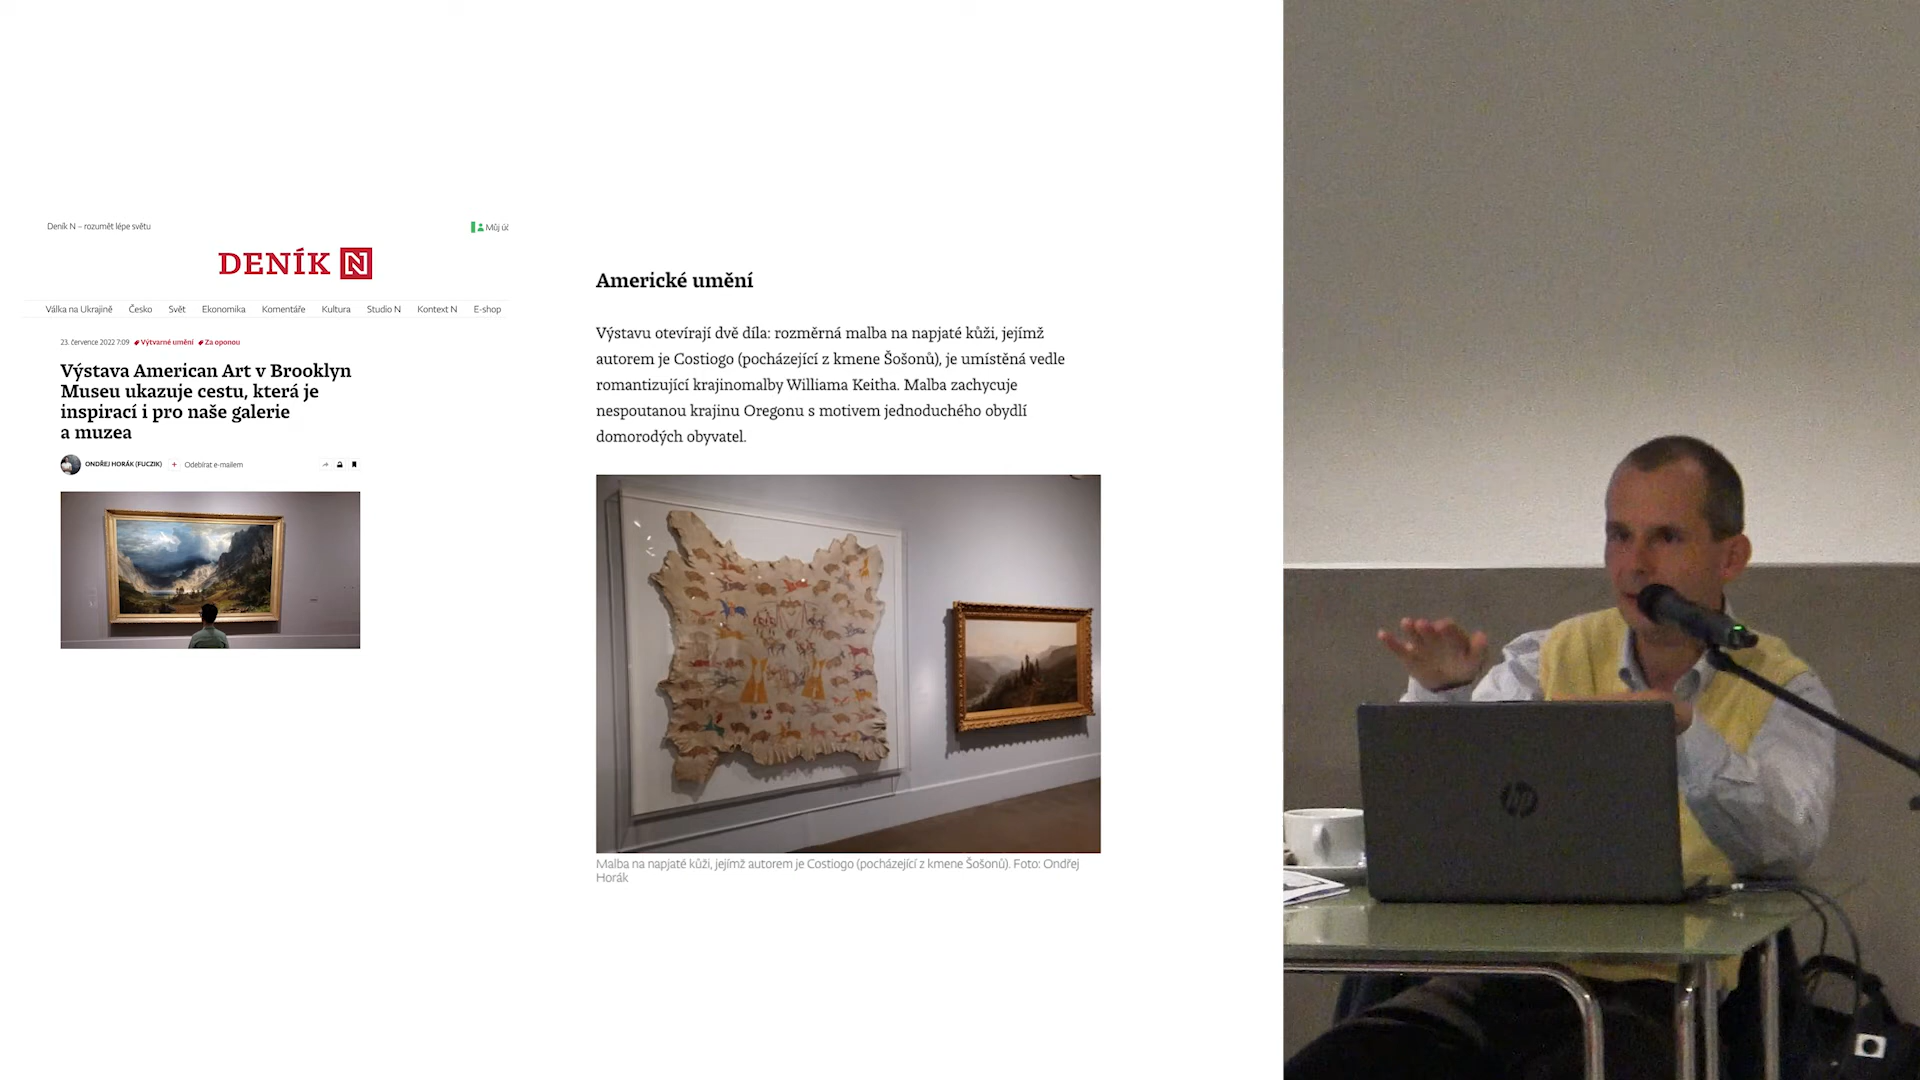 Deník N – rozumět lépe světu
Můj úč
DENÍK N
Válka na Ukrajině Česko Svět Ekonomika Komentáře Kultura Studio N Kontext N E-shop
23. července 2022 7:09 Výtvarné umění Za oponou
Výstava American Art v Brooklyn
Museu ukazuje cestu, která je
inspirací i pro naše galerie
a muzea
ONDŘEJ HORÁK (FUCZIK) + Odebírat e-mailem
Americké umění
Výstavu otevírají dvě díla: rozměrná malba na napjaté kůži, jejímž
autorem je Costiogo (pocházející z kmene Šošonů), je umístěná vedle
romantizující krajinomalby Williama Keitha. Malba zachycuje
nespoutanou krajinu Oregonu s motivem jednoduchého obydlí
domorodých obyvatel.
Malba na napjaté kůži, jejímž autorem je Costiogo (pocházející z kmene Šošonů). Foto: Ondřej
Horák
hp